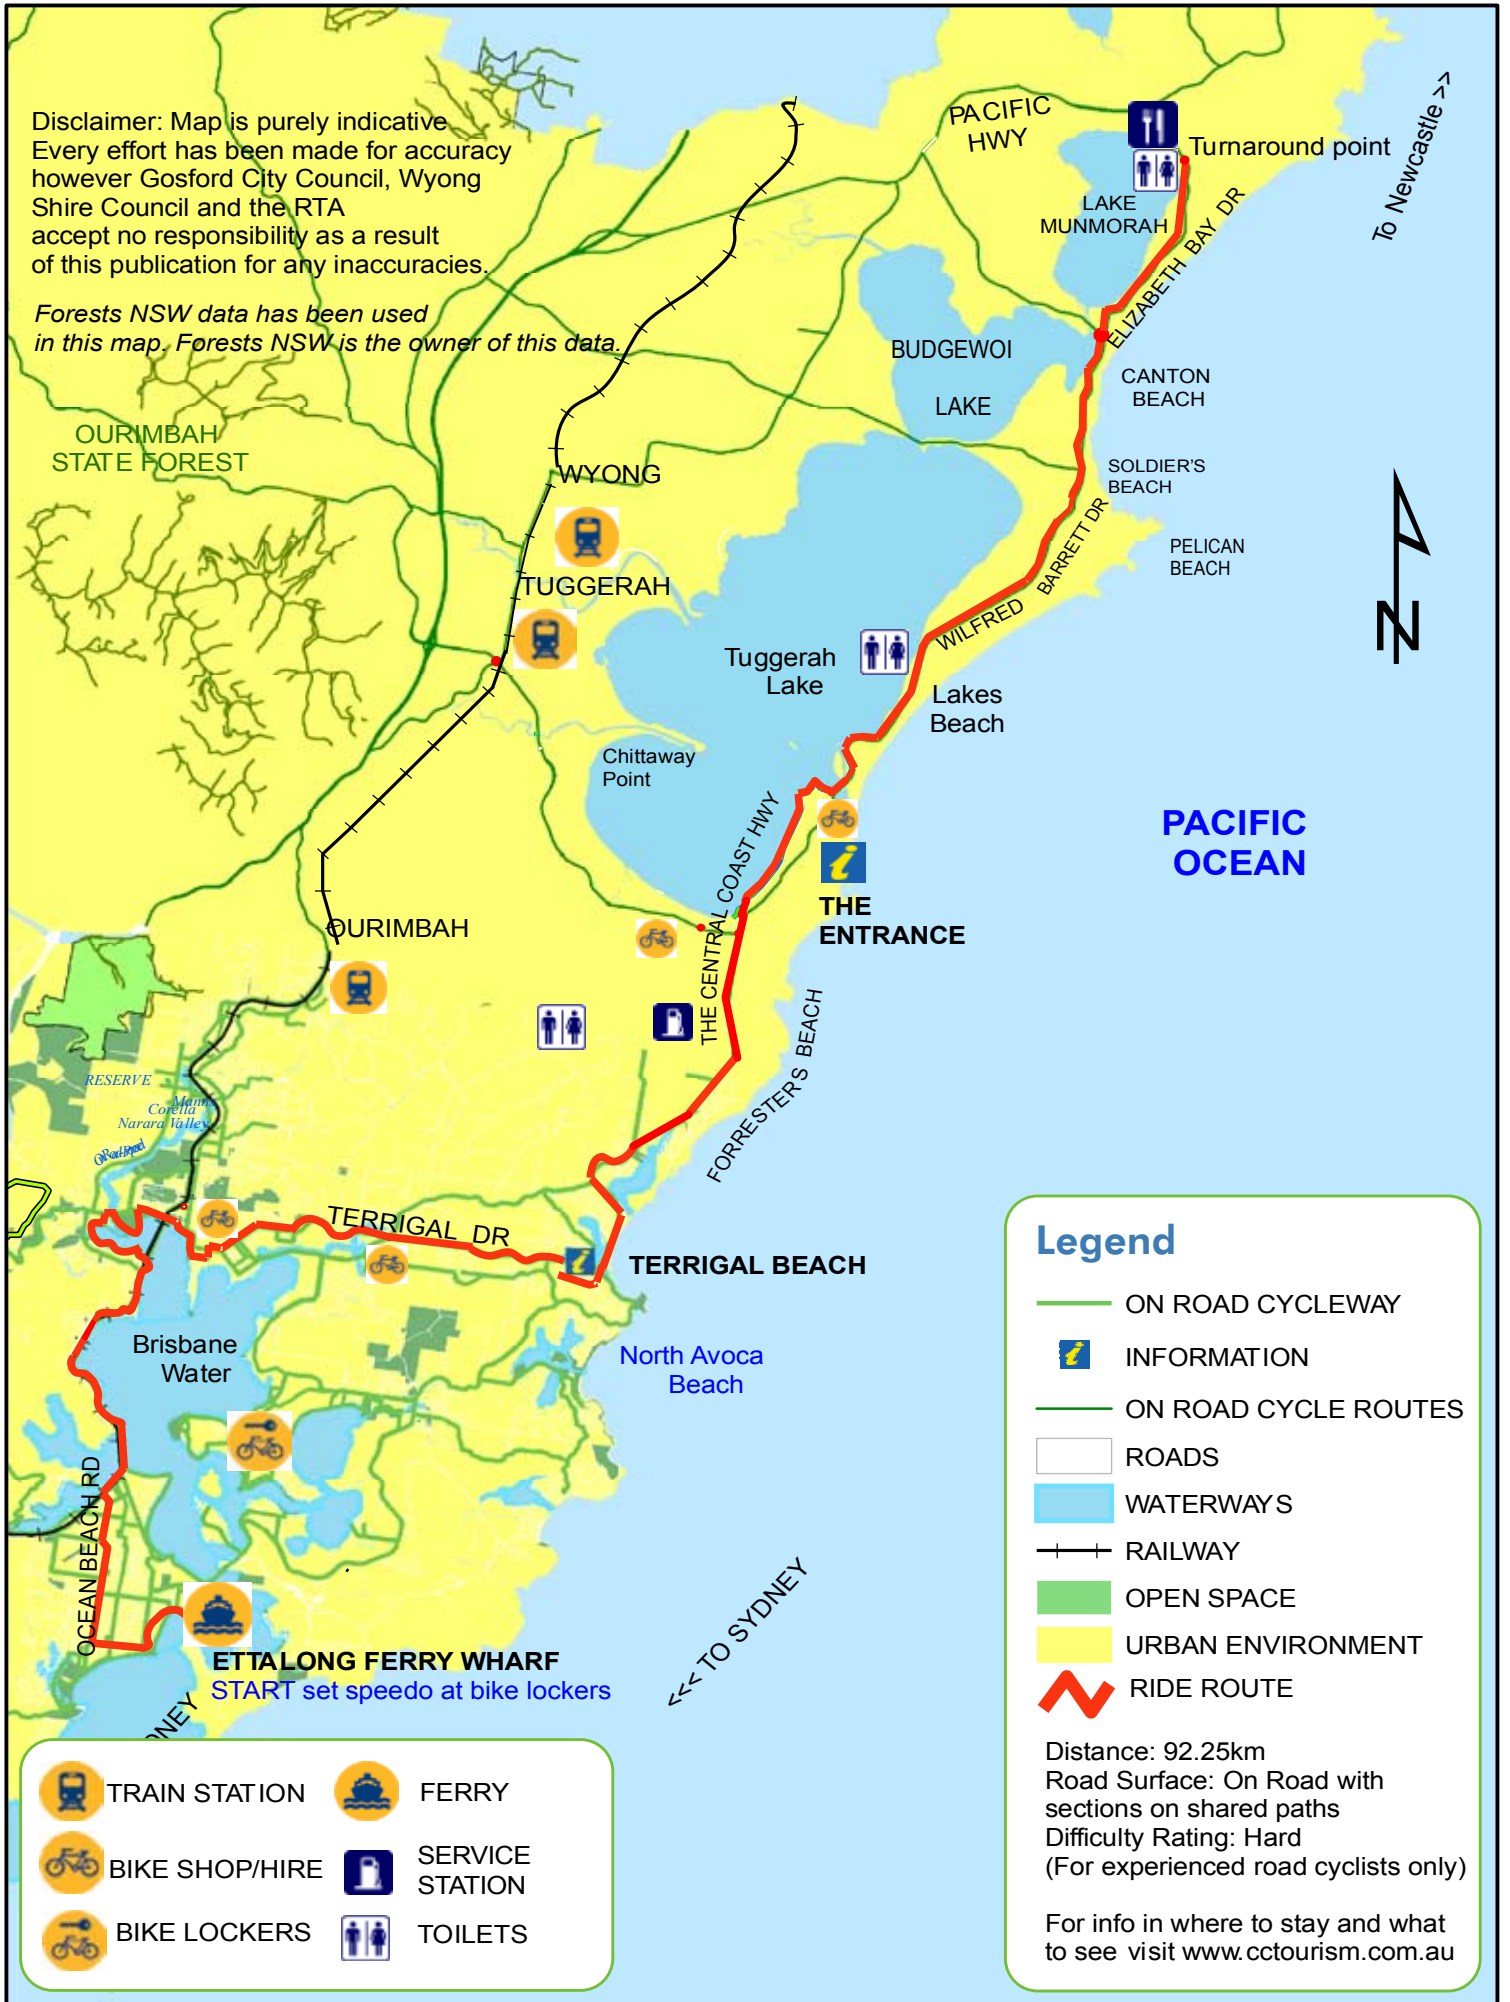 Disclaimer: Map is purely indicative
Every effort has been made for accuracy
however Gosford City Council, Wyong
Shire Council and the RTA
accept no responsibility as a result
of this publication for any inaccuracies.
Forests NSW data has been used
in this map. Forests NSW is the owner of this data.
PACIFIC
HWY
Turnaround point
To Newcastle >>
LAKE
MUNMORAH
ELIZABETH BAY DR
BUDGEWOI
LAKE
CANTON
BEACH
OURIMBAH
STATE FOREST
WYONG
SOLDIER'S
BEACH
PELICAN
BEACH
N
TUGGERAH
WILFRED BARRETT DR
Tuggerah
Lake
Lakes
Beach
Chittaway
Point
PACIFIC
OCEAN
THE CENTRAL COAST HWY
THE
ENTRANCE
OURIMBAH
FORRESTERS BEACH
RESERVE
Corella
Narara Valley
TERRIGAL DR
TERRIGAL BEACH
Brisbane
Water
North Avoca
Beach
OCEAN BEACH RD
<<< TO SYDNEY
ETTALONG FERRY WHARF
START set speedo at bike lockers
DNEY
TRAIN STATION
FERRY
BIKE SHOP/HIRE
SERVICE
STATION
BIKE LOCKERS
TOILETS
Legend
ON ROAD CYCLEWAY
i
INFORMATION
ON ROAD CYCLE ROUTES
ROADS
WATERWAYS
RAILWAY
OPEN SPACE
URBAN ENVIRONMENT
RIDE ROUTE
Distance: 92.25km
Road Surface: On Road with
sections on shared paths
Difficulty Rating: Hard
(For experienced road cyclists only)
For info in where to stay and what
to see visit www.cctourism.com.au